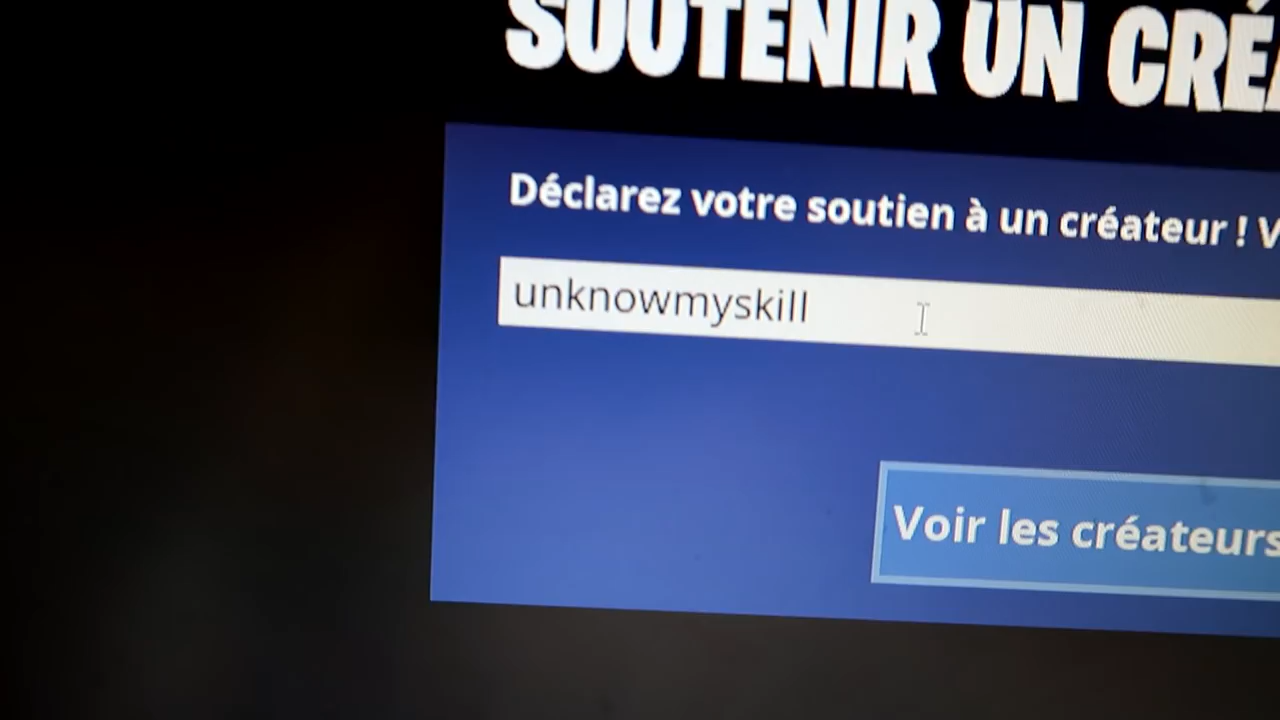 SOUTENIR UN CRÉ
Déclarez votre soutien à un créateur ! V
unknowmyskill
Voir les créateurs